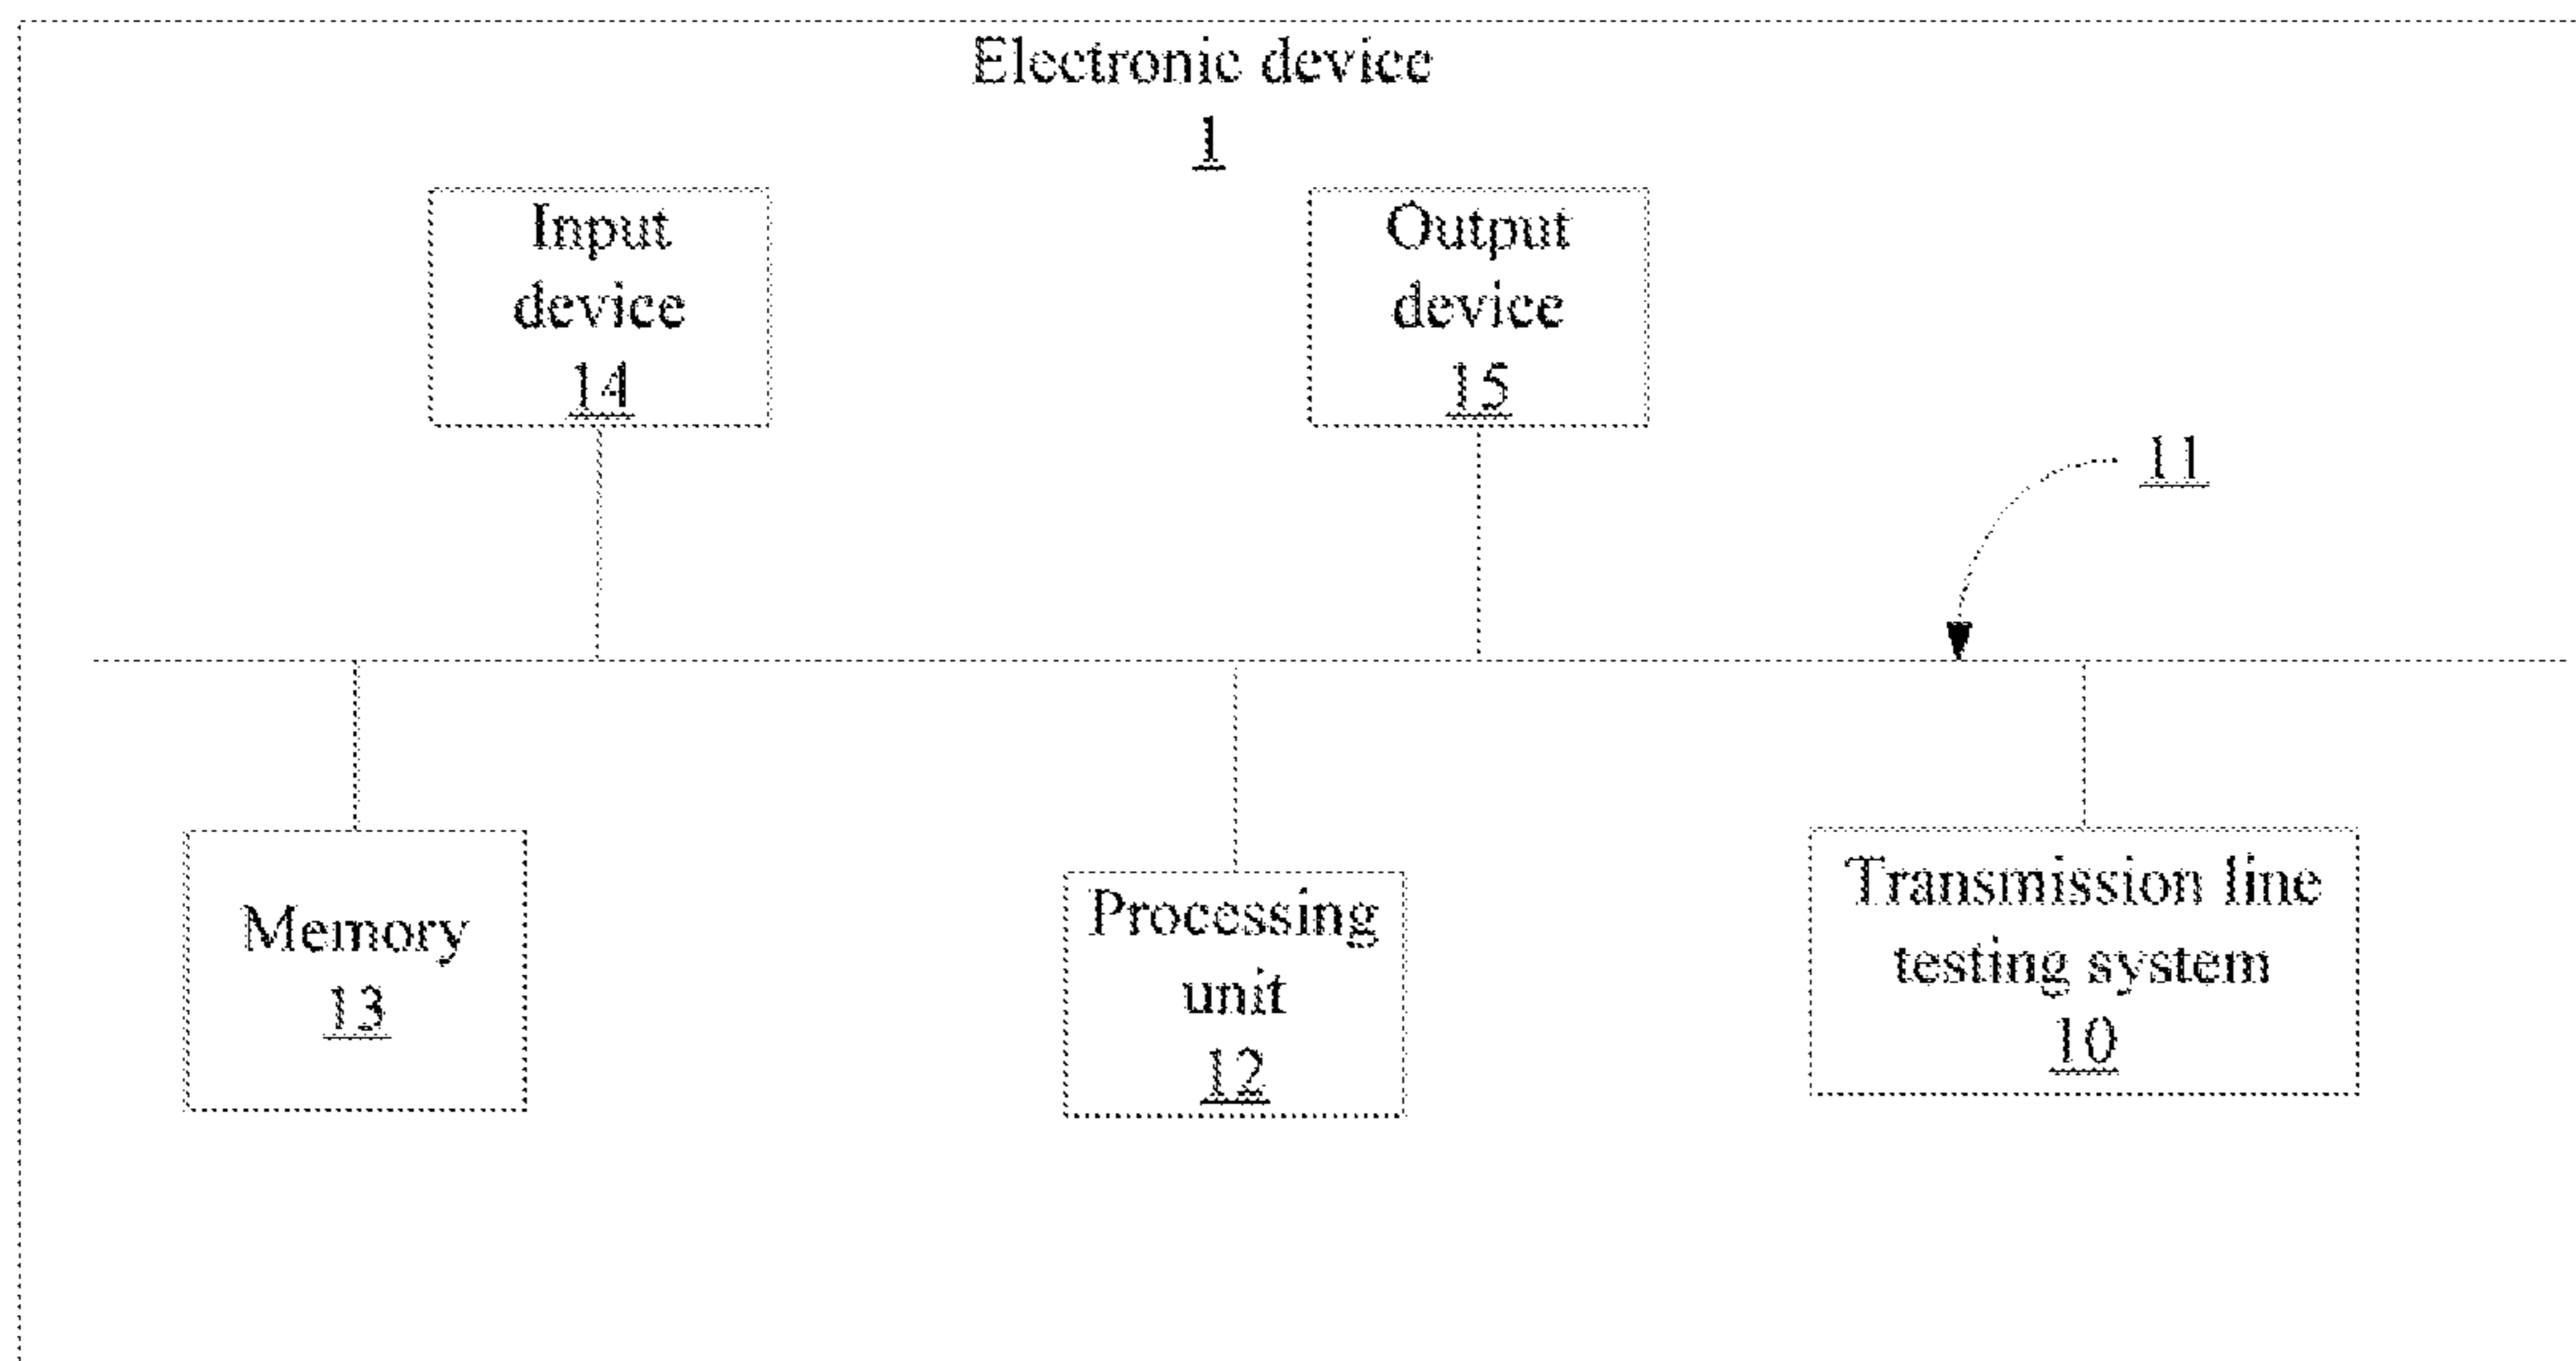 Electronic device
1
Input
device
14
Output
device
15
11
Memory
13
Processing
unit
12
Transmission line
testing system
10